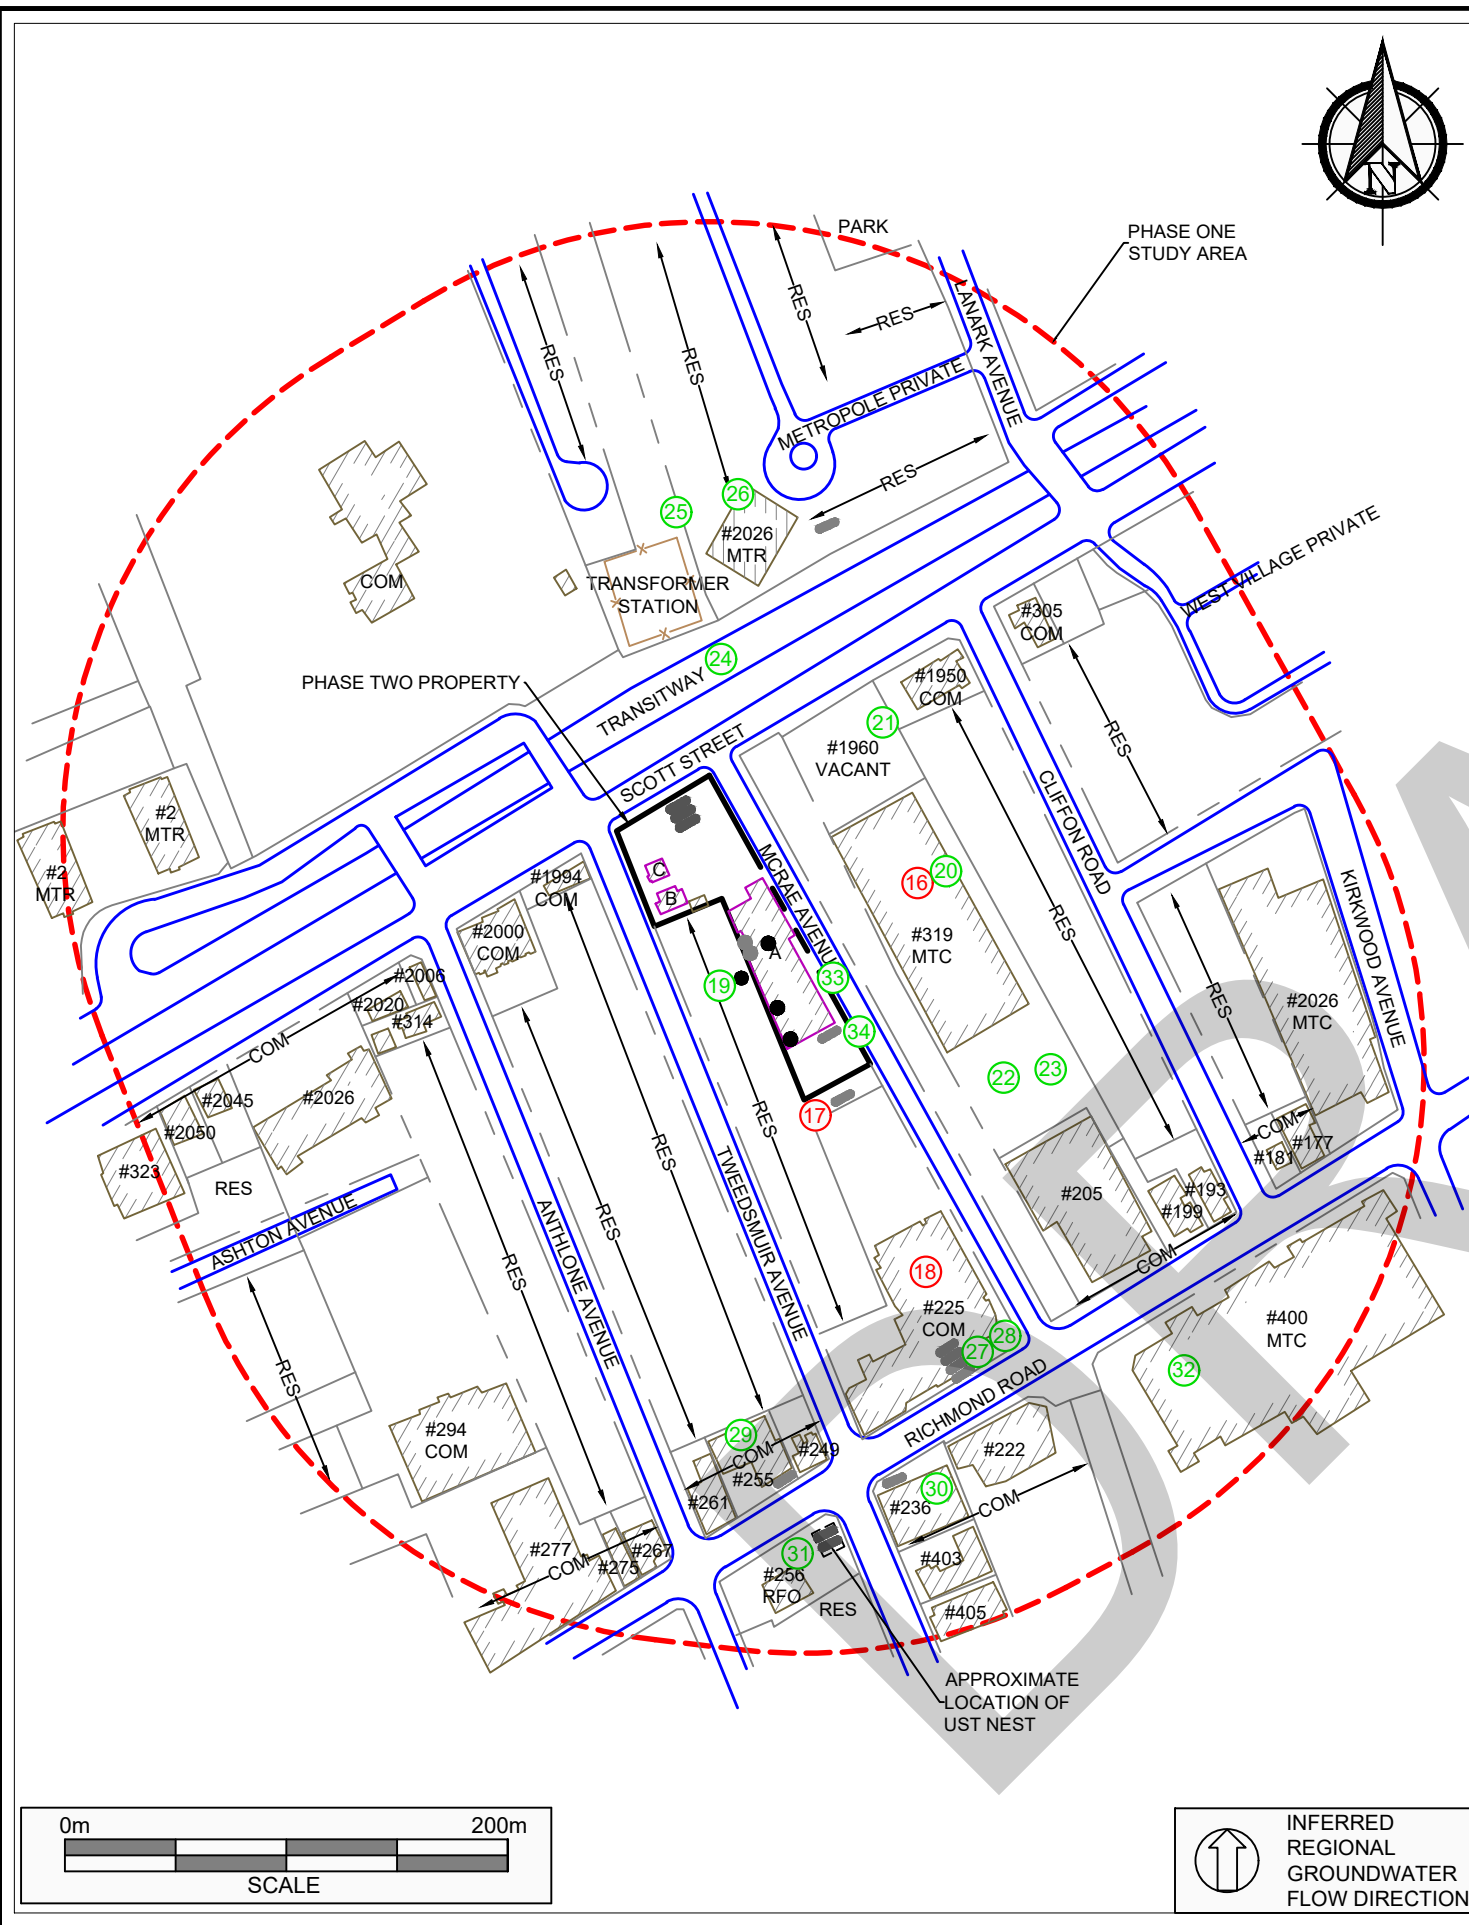 N
PARK
PHASE ONE
STUDY AREA
LANARK AVENUE
RES
RES
RES
RES
METROPOLE PRIVATE
RES
26
25
#2026
MTR
COM
TRANSFORMER
STATION
WEST VILLAGE PRIVATE
#305
COM
24
PHASE TWO PROPERTY
TRANSITWAY
#1950
COM
21
#1960
VACANT
RES
SCOTT STREET
CLIFFON ROAD
#2
MTR
#2
MTR
C
B
A
MCRAE AVENUE
16
20
#319
MTC
RES
KIRKWOOD AVENUE
#1994
COM
#2000
COM
#2006
#2020
#314
COM
19
33
34
RES
#2026
MTC
#2045
#2026
#2050
22
23
17
RES
#323
RES
RES
TWEEDSMUIR AVENUE
COM
#177
#181
#205
#193
#199
COM
ASHTON AVENUE
RES
RES
ANTHLONE AVENUE
18
#225
COM
28
27
#400
MTC
32
RES
RICHMOND ROAD
#294
COM
29
COM
#249
#255
#261
#222
30
#236
COM
#277
COM
#275
#267
31
#256
RFO
RES
#403
#405
APPROXIMATE
LOCATION OF
UST NEST
0m 200m
SCALE
INFERRED
REGIONAL
GROUNDWATER
FLOW DIRECTION